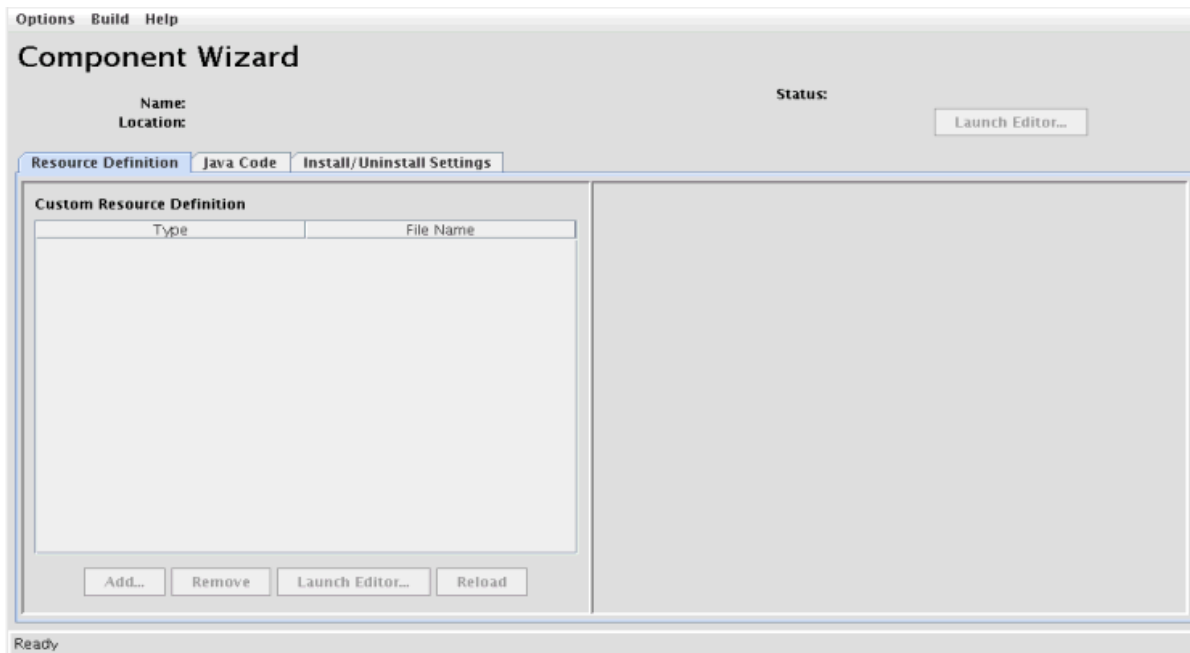 Options Build Help
Component Wizard
Name:
Status:
Location:
Launch Editor...
Resource Definition Java Code Install/Uninstall Settings
Custom Resource Definition
Type File Name
Add... Remove Launch Editor... Reload
Ready